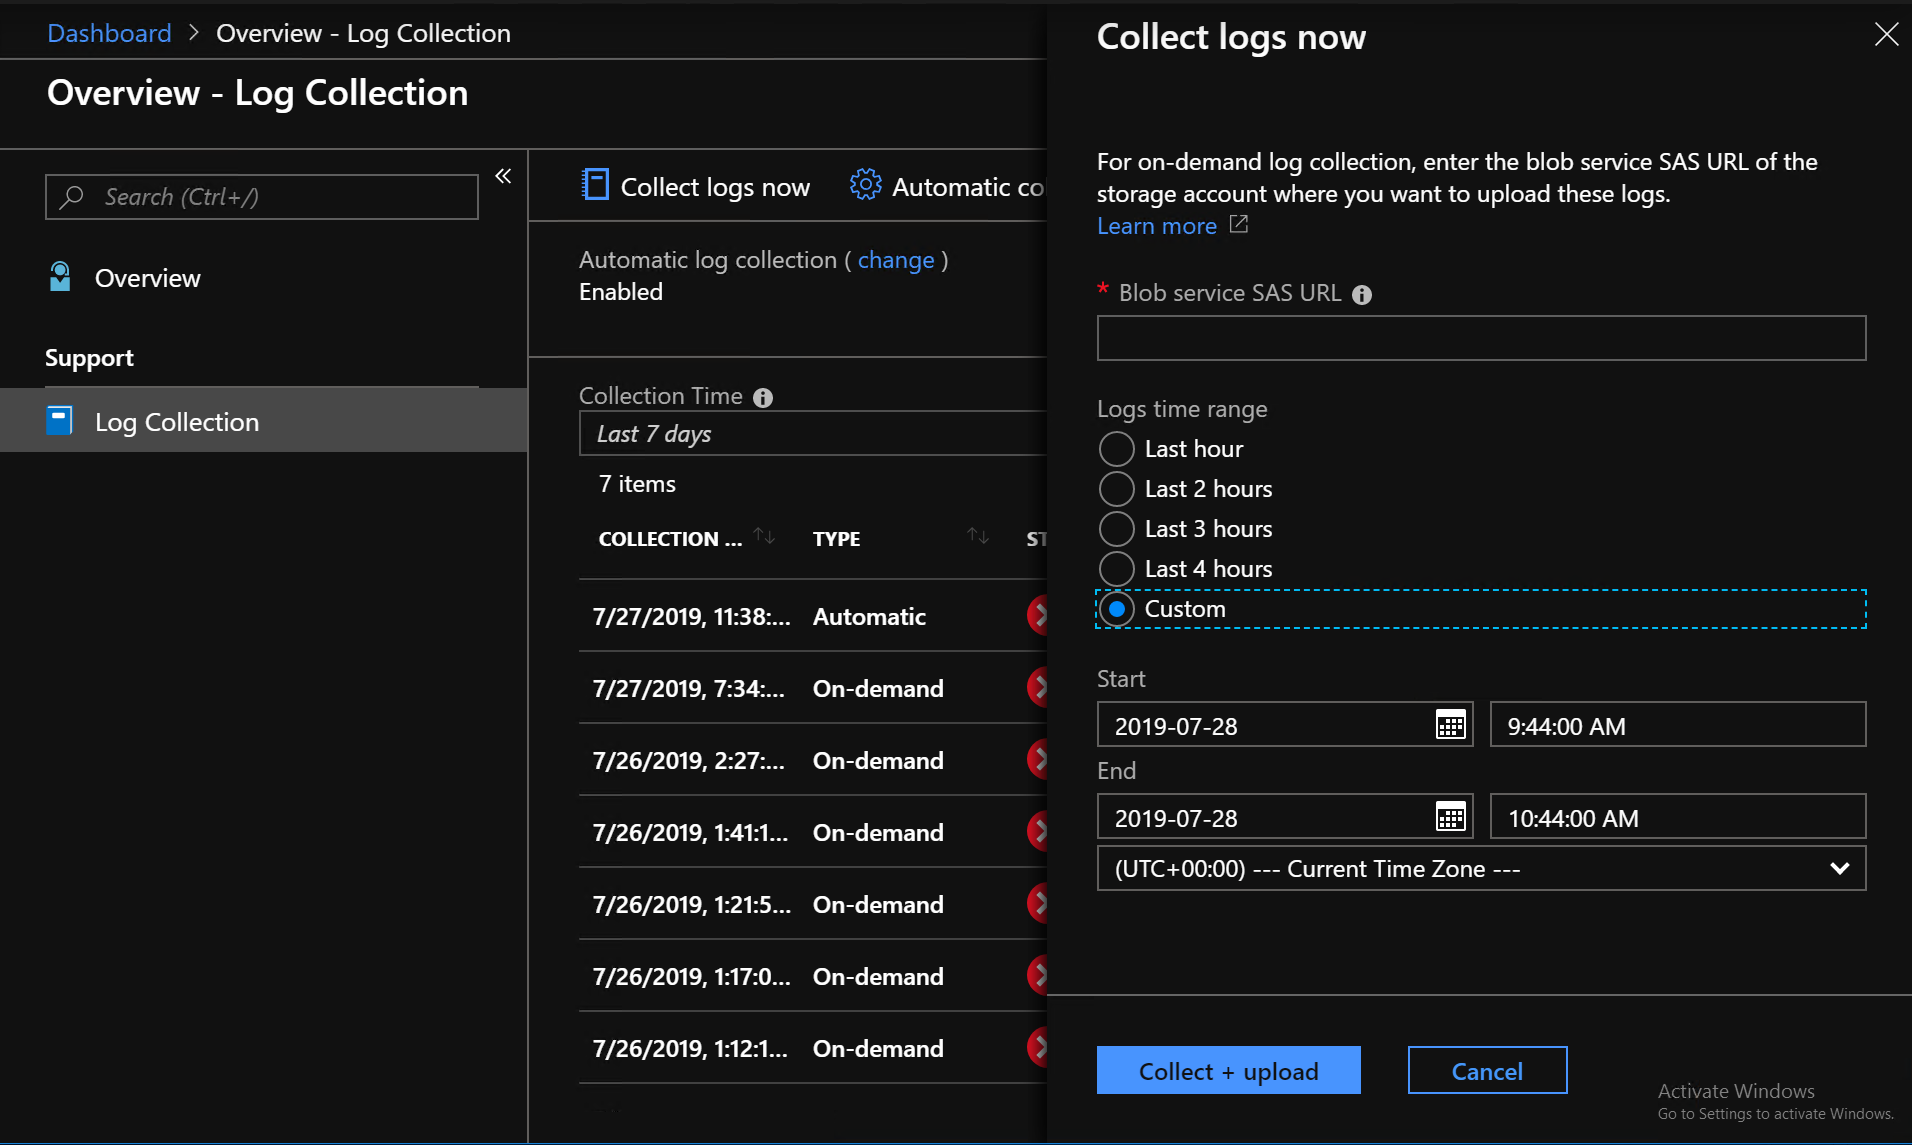 Dashboard > Overview - Log Collection
Overview - Log Collection
Search (Ctrl+/)
Overview
Support
Log Collection
Collect logs now
Automatic co
Automatic log collection ( change )
Enabled
Collection Time
Last 7 days
7 items
COLLECTION ... TYPE ST
7/27/2019, 11:38:... Automatic
7/27/2019, 7:34:... On-demand
7/26/2019, 2:27:... On-demand
7/26/2019, 1:41:1... On-demand
7/26/2019, 1:21:5... On-demand
7/26/2019, 1:17:0... On-demand
7/26/2019, 1:12:1... On-demand
Collect logs now
For on-demand log collection, enter the blob service SAS URL of the
storage account where you want to upload these logs.
Learn more
* Blob service SAS URL
Logs time range
Last hour
Last 2 hours
Last 3 hours
Last 4 hours
Custom
Start
2019-07-28 9:44:00 AM
End
2019-07-28 10:44:00 AM
(UTC+00:00) --- Current Time Zone ---
Collect + upload
Cancel
Activate Windows
Go to Settings to activate Windows.